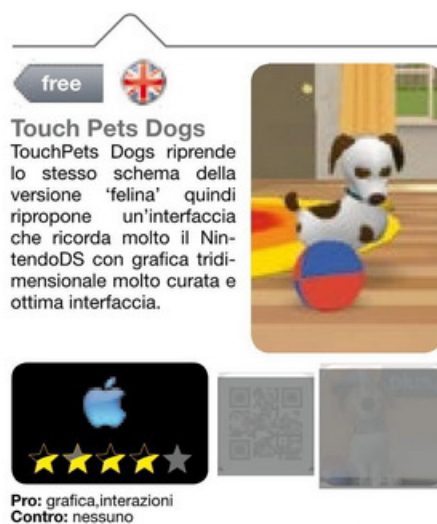 free
Touch Pets Dogs
TouchPets Dogs riprende
lo stesso schema della
versione ‘felina’ quindi
ripropone un’interfaccia
che ricorda molto il Nin-
tendoDS con grafica tridi-
mensionale molto curata e
ottima interfaccia.
Pro: grafica,interazioni
Contro: nessuno